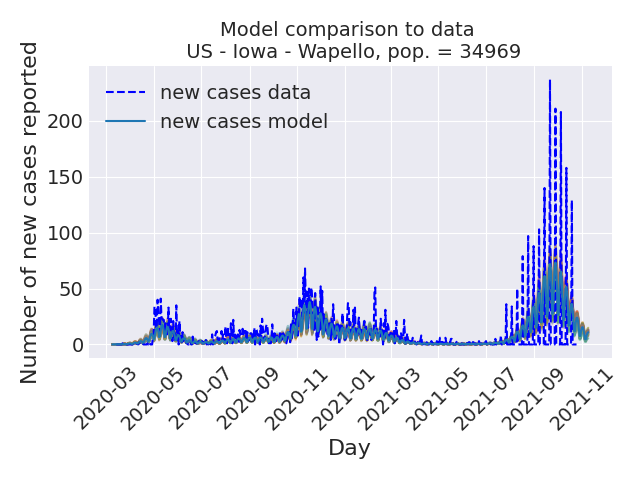 Model comparison to data
US - Iowa - Wapello, pop. = 34969
Number of new cases reported
new cases data
new cases model
200
150
100
50
0
2020-03
2020-05
2020-07
2020-09
2020-11
2021-01
2021-03
2021-05
2021-07
2021-09
2021-11
Day